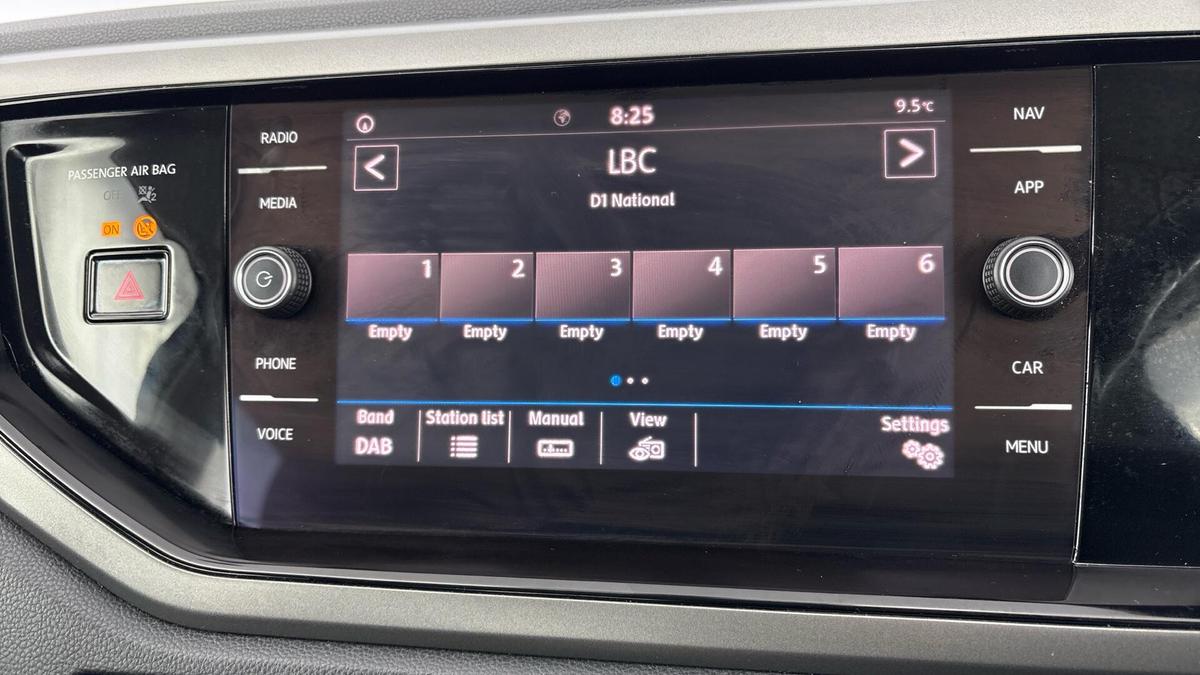 PASSENGER AIR BAG
OFF
ON
RADIO
MEDIA
PHONE
VOICE
8:25
9.5°C
<
LBC
>
D1 National
1 2 3 4 5 6
Empty Empty Empty Empty Empty Empty
Band Station list Manual View Settings
DAB
NAV
APP
CAR
MENU